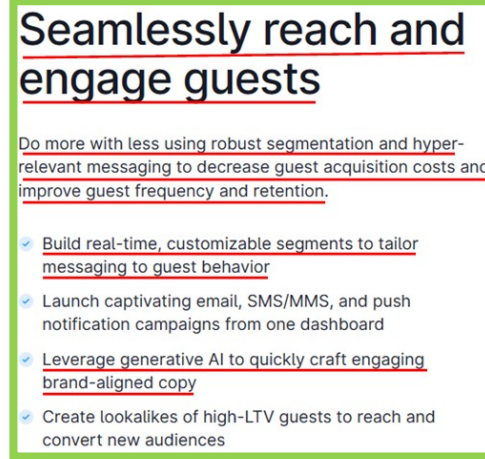 Seamlessly reach and
engage guests
Do more with less using robust segmentation and hyper-
relevant messaging to decrease guest acquisition costs and
improve guest frequency and retention.
Build real-time, customizable segments to tailor
messaging to guest behavior
Launch captivating email, SMS/MMS, and push
notification campaigns from one dashboard
Leverage generative AI to quickly craft engaging
brand-aligned copy
Create lookalikes of high-LTV guests to reach and
convert new audiences